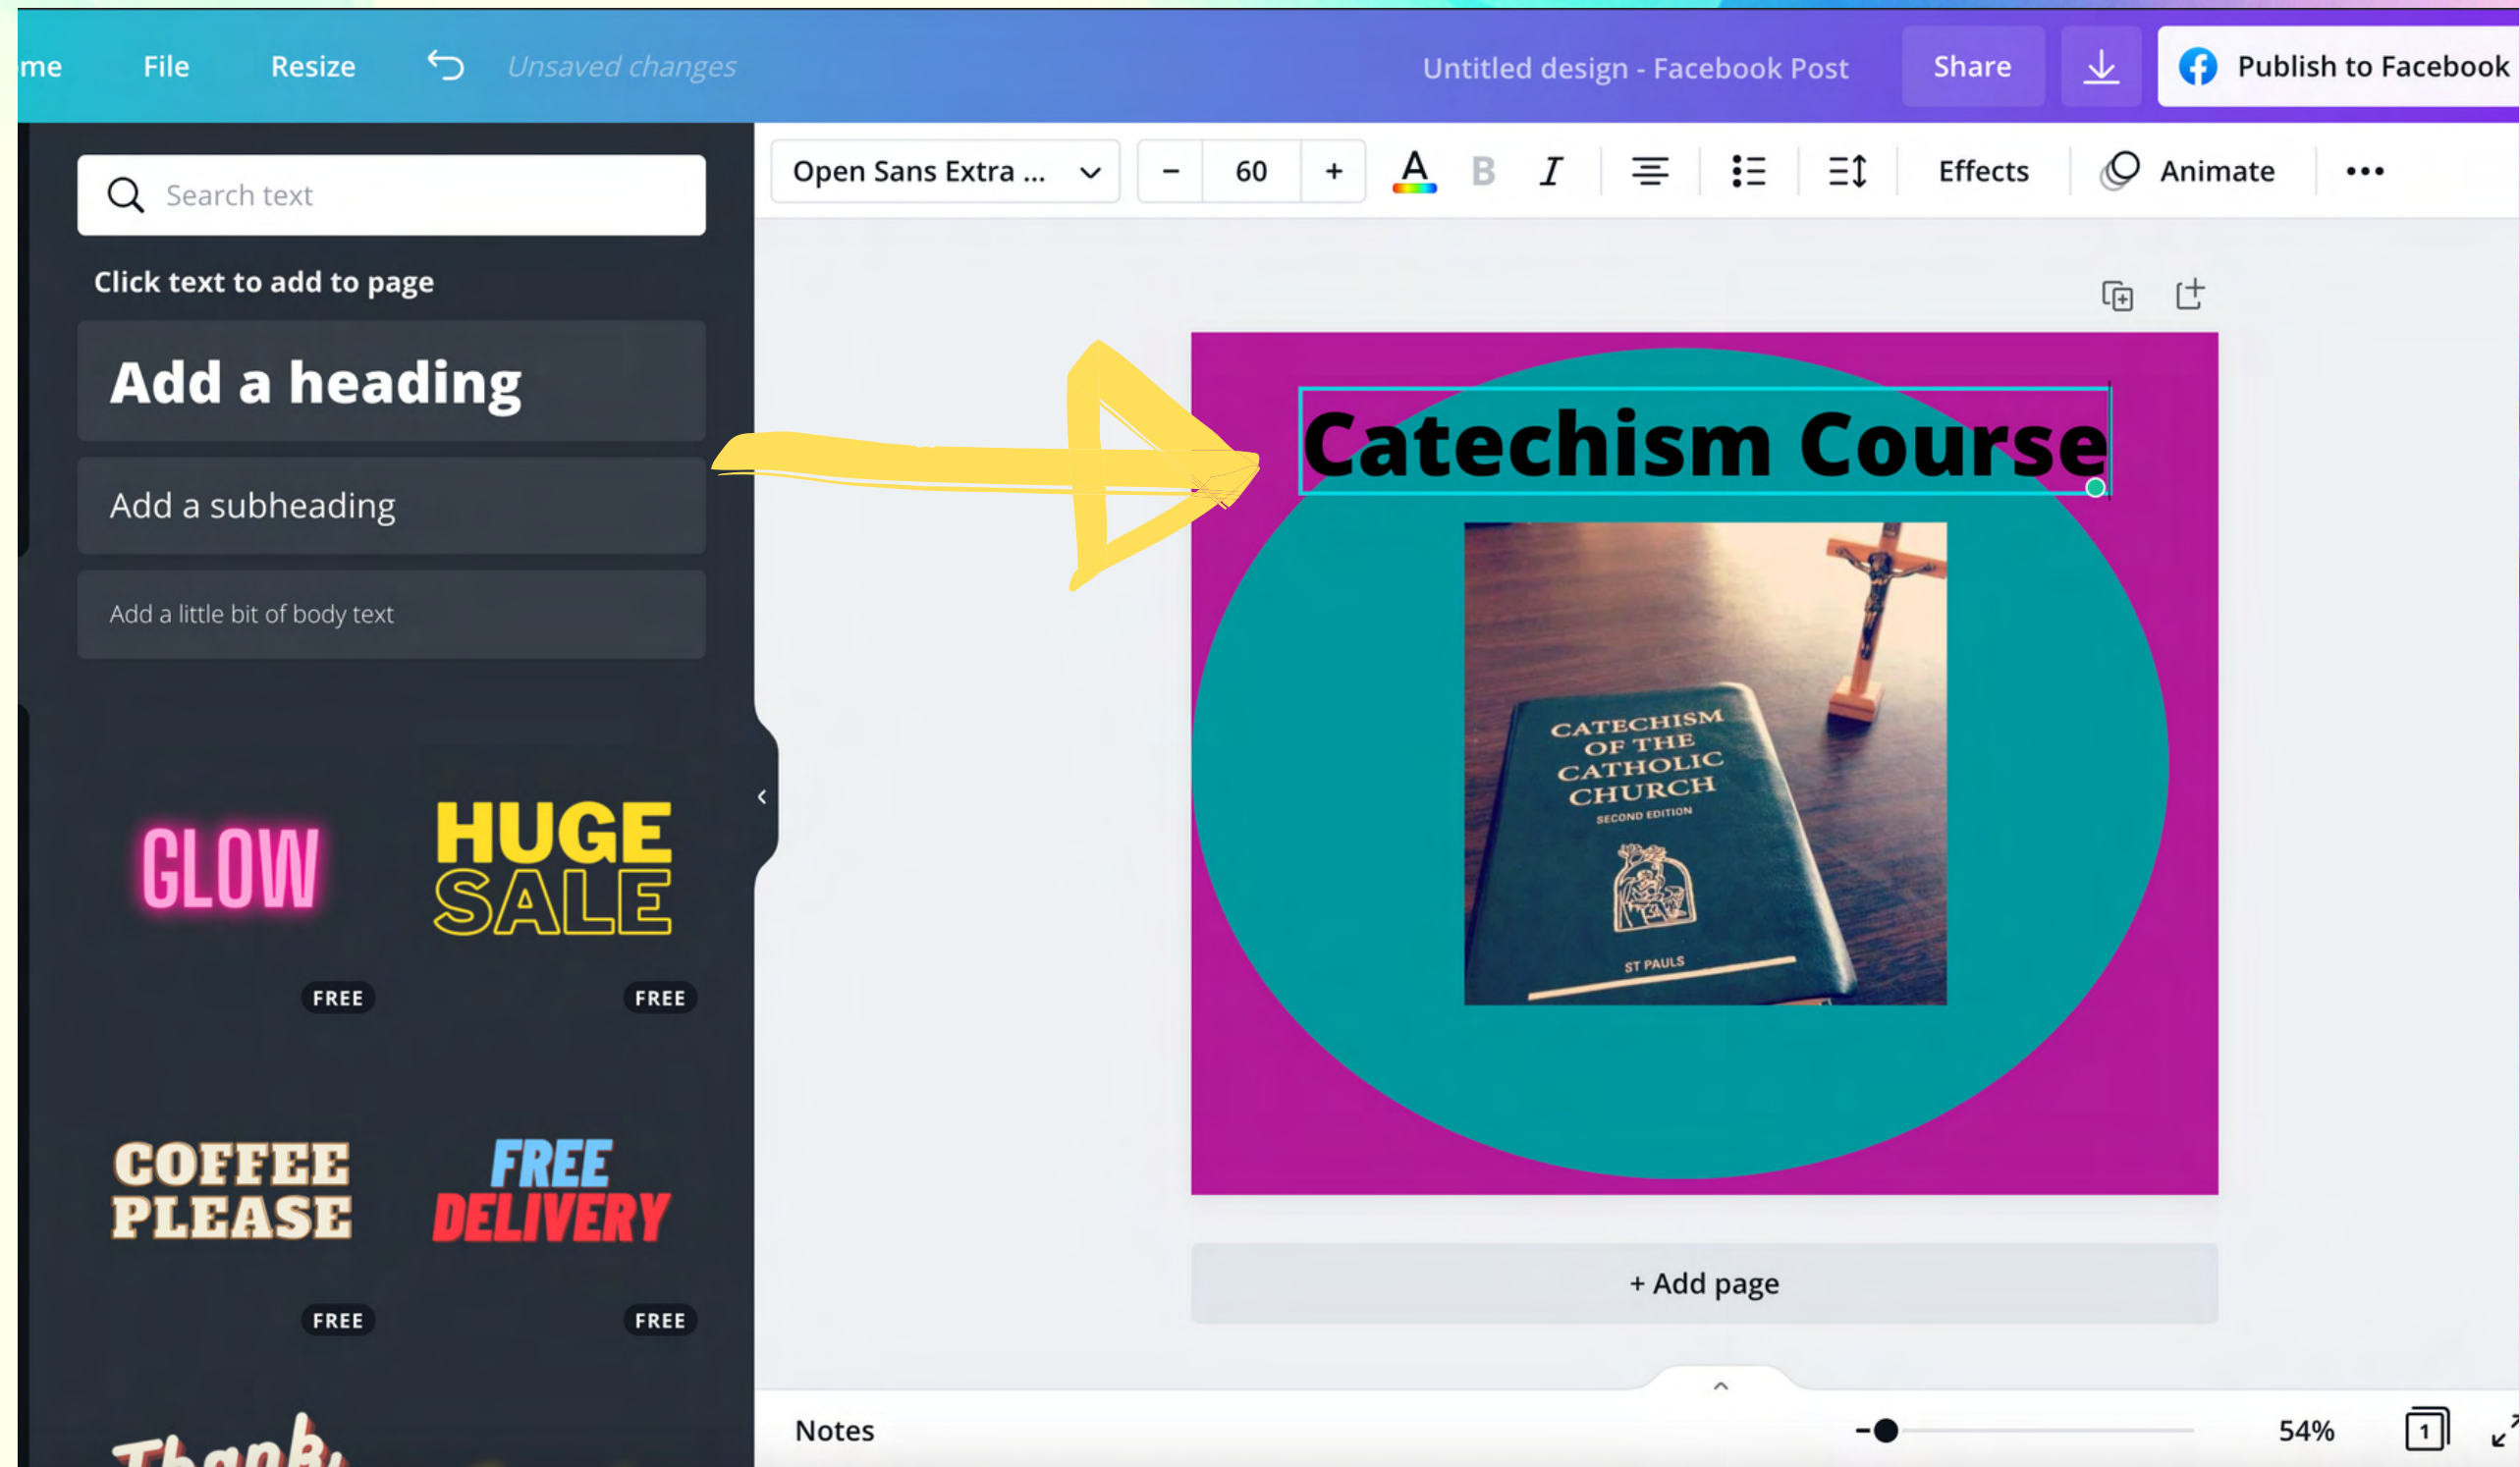 me File Resize Unsaved changes Untitled design - Facebook Post Share Publish to Facebook
Search text
Open Sans Extra ... - 60 + A B I Effects Animate •••
Click text to add to page
Add a heading
Add a subheading
Add a little bit of body text
GLOW
FREE
HUGE
SALE
FREE
COFFEE
PLEASE
FREE
FREE
DELIVERY
FREE
Thank
Catechism Course
CATECHISM
OF THE
CATHOLIC
CHURCH
SECOND EDITION
ST PAULS
+ Add page
Notes 54% 1